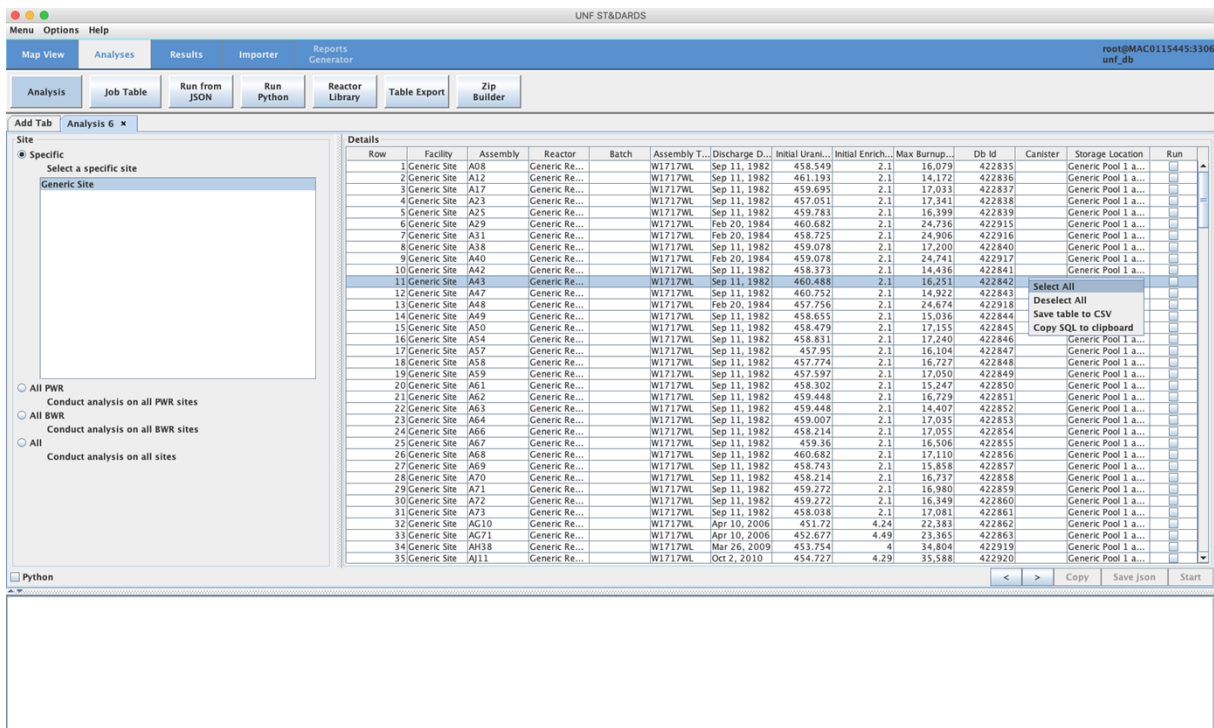 UNF ST&DARDS
Menu Options Help
Map View Analyses Results Importer Reports Generator root@MAC0115445:3306 unf_db
Analysis Job Table Run from JSON Run Python Reactor Library Table Export Zip Builder
Add Tab Analysis 6 ×
Site
Specific
Select a specific site
Generic Site
All PWR
Conduct analysis on all PWR sites
All BWR
Conduct analysis on all BWR sites
All
Conduct analysis on all sites
Details
Row Facility Assembly Reactor Batch Assembly T... Discharge D... Initial Urani... Initial Enrich... Max Burnup... Db Id Canister Storage Location Run
1 Generic Site A08 Generic Re... W1717WL Sep 11, 1982 458.549 2.1 16,079 422835 Generic Pool 1 a...
2 Generic Site A12 Generic Re... W1717WL Sep 11, 1982 461.193 2.1 14,172 422836 Generic Pool 1 a...
3 Generic Site A17 Generic Re... W1717WL Sep 11, 1982 459.695 2.1 17,033 422837 Generic Pool 1 a...
4 Generic Site A23 Generic Re... W1717WL Sep 11, 1982 457.051 2.1 17,341 422838 Generic Pool 1 a...
5 Generic Site A25 Generic Re... W1717WL Sep 11, 1982 459.783 2.1 16,399 422839 Generic Pool 1 a...
6 Generic Site A29 Generic Re... W1717WL Feb 20, 1984 460.682 2.1 24,736 422915 Generic Pool 1 a...
7 Generic Site A31 Generic Re... W1717WL Feb 20, 1984 458.725 2.1 24,906 422916 Generic Pool 1 a...
8 Generic Site A38 Generic Re... W1717WL Sep 11, 1982 459.078 2.1 17,200 422840 Generic Pool 1 a...
9 Generic Site A40 Generic Re... W1717WL Feb 20, 1984 459.078 2.1 24,741 422917 Generic Pool 1 a...
10 Generic Site A42 Generic Re... W1717WL Sep 11, 1982 458.373 2.1 14,436 422841 Generic Pool 1 a...
11 Generic Site A43 Generic Re... W1717WL Sep 11, 1982 460.488 2.1 16,251 422842
12 Generic Site A47 Generic Re... W1717WL Sep 11, 1982 460.752 2.1 14,922 422843
13 Generic Site A48 Generic Re... W1717WL Feb 20, 1984 457.756 2.1 24,674 422918
14 Generic Site A49 Generic Re... W1717WL Sep 11, 1982 458.655 2.1 15,036 422844
15 Generic Site A50 Generic Re... W1717WL Sep 11, 1982 458.479 2.1 17,155 422845
16 Generic Site A54 Generic Re... W1717WL Sep 11, 1982 458.831 2.1 17,240 422846 Generic Pool 1 a...
17 Generic Site A57 Generic Re... W1717WL Sep 11, 1982 457.95 2.1 16,104 422847 Generic Pool 1 a...
18 Generic Site A58 Generic Re... W1717WL Sep 11, 1982 457.774 2.1 16,727 422848 Generic Pool 1 a...
19 Generic Site A59 Generic Re... W1717WL Sep 11, 1982 457.597 2.1 17,050 422849 Generic Pool 1 a...
20 Generic Site A61 Generic Re... W1717WL Sep 11, 1982 458.302 2.1 15,247 422850 Generic Pool 1 a...
21 Generic Site A62 Generic Re... W1717WL Sep 11, 1982 459.448 2.1 16,729 422851 Generic Pool 1 a...
22 Generic Site A63 Generic Re... W1717WL Sep 11, 1982 459.448 2.1 14,407 422852 Generic Pool 1 a...
23 Generic Site A64 Generic Re... W1717WL Sep 11, 1982 459.007 2.1 17,035 422853 Generic Pool 1 a...
24 Generic Site A66 Generic Re... W1717WL Sep 11, 1982 458.214 2.1 17,055 422854 Generic Pool 1 a...
25 Generic Site A67 Generic Re... W1717WL Sep 11, 1982 459.36 2.1 16,506 422855 Generic Pool 1 a...
26 Generic Site A68 Generic Re... W1717WL Sep 11, 1982 460.682 2.1 17,110 422856 Generic Pool 1 a...
27 Generic Site A69 Generic Re... W1717WL Sep 11, 1982 458.743 2.1 15,858 422857 Generic Pool 1 a...
28 Generic Site A70 Generic Re... W1717WL Sep 11, 1982 458.214 2.1 16,737 422858 Generic Pool 1 a...
29 Generic Site A71 Generic Re... W1717WL Sep 11, 1982 459.272 2.1 16,980 422859 Generic Pool 1 a...
30 Generic Site A72 Generic Re... W1717WL Sep 11, 1982 459.272 2.1 16,349 422860 Generic Pool 1 a...
31 Generic Site A73 Generic Re... W1717WL Sep 11, 1982 458.038 2.1 17,081 422861 Generic Pool 1 a...
32 Generic Site AG10 Generic Re... W1717WL Apr 10, 2006 451.72 4.24 22,383 422862 Generic Pool 1 a...
33 Generic Site AG71 Generic Re... W1717WL Apr 10, 2006 452.677 4.49 23,365 422863 Generic Pool 1 a...
34 Generic Site AH38 Generic Re... W1717WL Mar 26, 2009 453.754 4 34,804 422919 Generic Pool 1 a...
35 Generic Site AJ11 Generic Re... W1717WL Oct 2, 2010 454.727 4.29 35,588 422920 Generic Pool 1 a...
Select All
Deselect All
Save table to CSV
Copy SQL to clipboard
Python < > Copy Save json Start